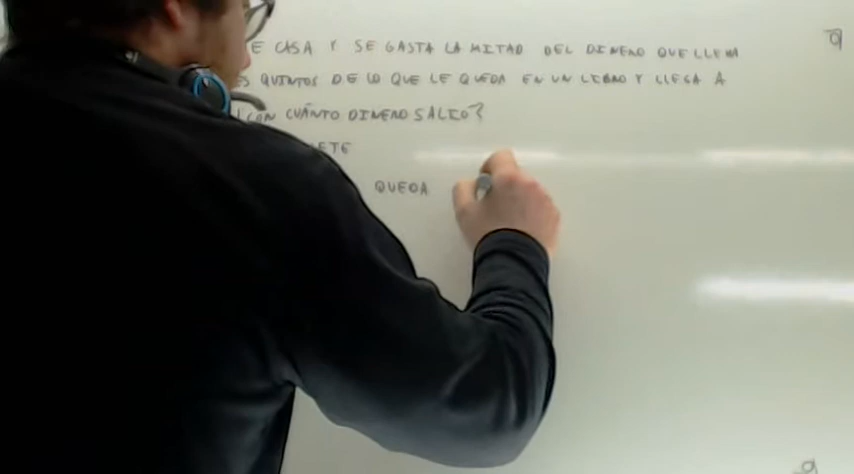 E CASA Y SE GASTA LA MITAD DEL DINERO QUE LLEVA
ES QUINTOS DE LO QUE LE QUEDA EN UN LIBRO Y LLEGA A
CON CUÁNTO DINERO SALIO?
ETE
QUEDA